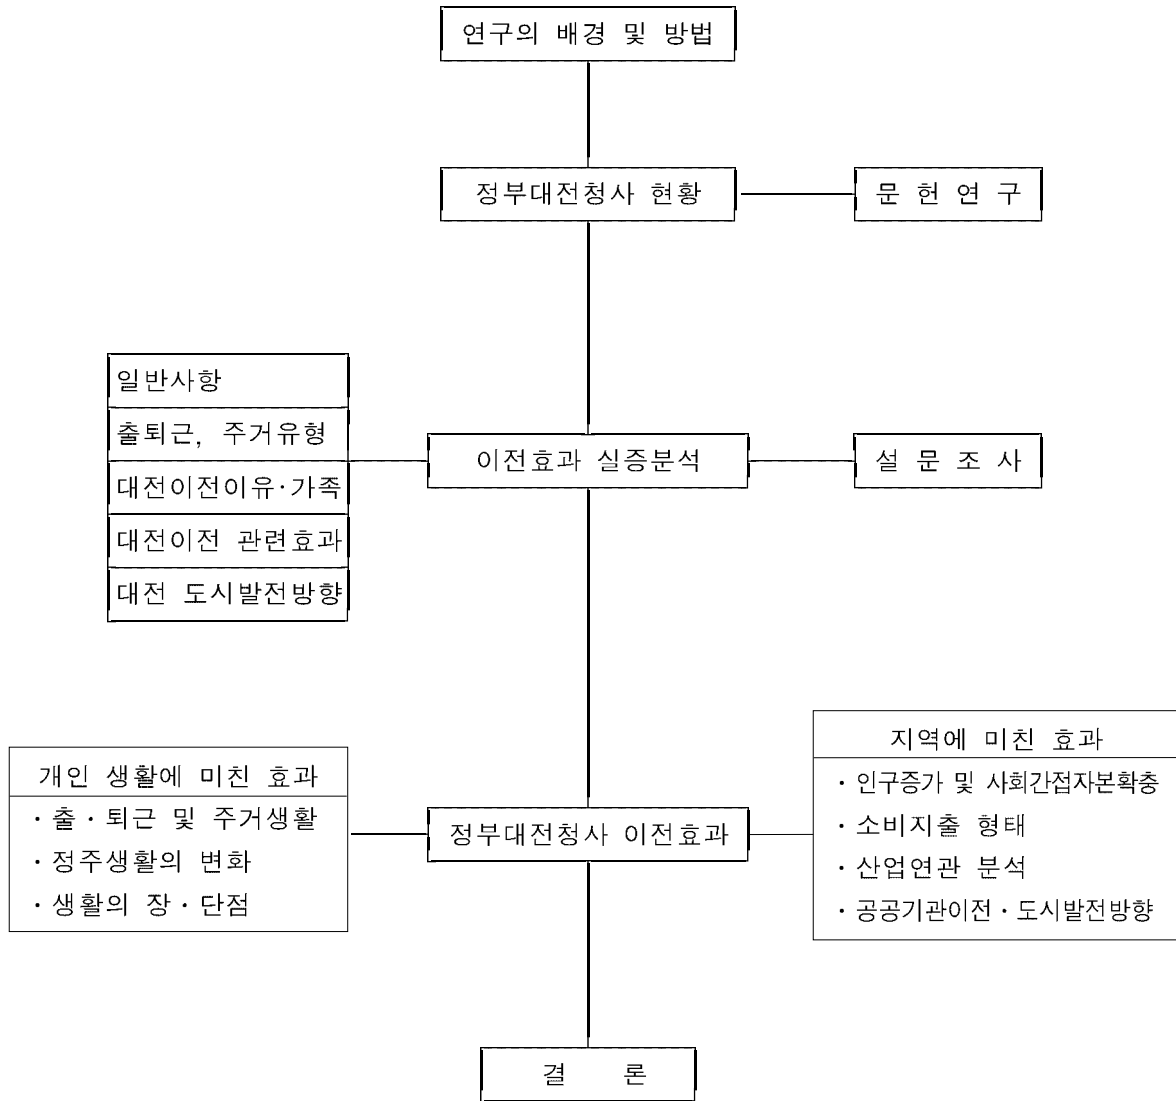 연구의 배경 및 방법
정부대전청사 현황
문 헌 연 구
일반사항
출퇴근, 주거유형
대전이전이유·가족
대전이전 관련효과
대전 도시발전방향
이전효과 실증분석
설 문 조 사
개인 생활에 미친 효과
· 출 · 퇴근 및 주거생활
· 정주생활의 변화
· 생활의 장 · 단점
정부대전청사 이전효과
지역에 미친 효과
· 인구증가 및 사회간접자본확충
· 소비지출 형태
· 산업연관 분석
· 공공기관이전 · 도시발전방향
결 론